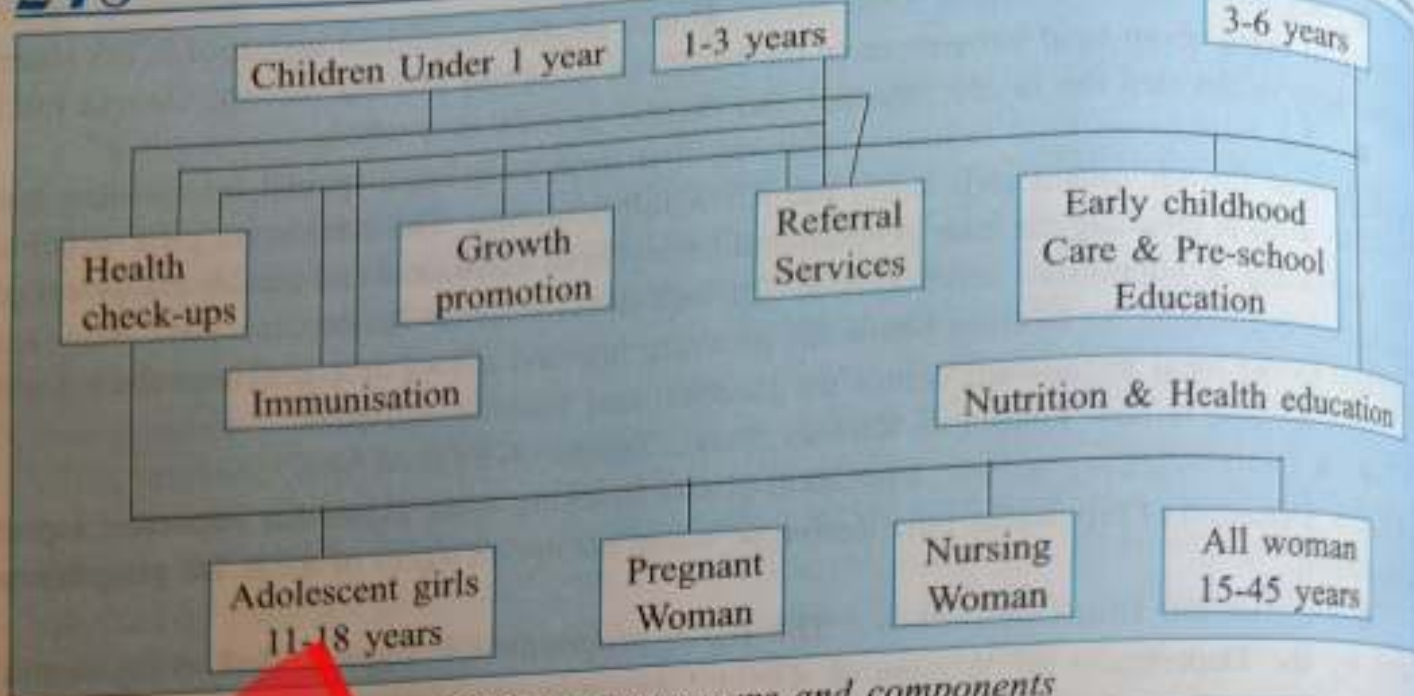 Children Under 1 year
1-3 years
3-6 years
Health
check-ups
Growth
promotion
Referral
Services
Early childhood
Care & Pre-school
Education
Immunisation
Nutrition & Health education
Adolescent girls
11-18 years
Pregnant
Woman
Nursing
Woman
All woman
15-45 years
and components